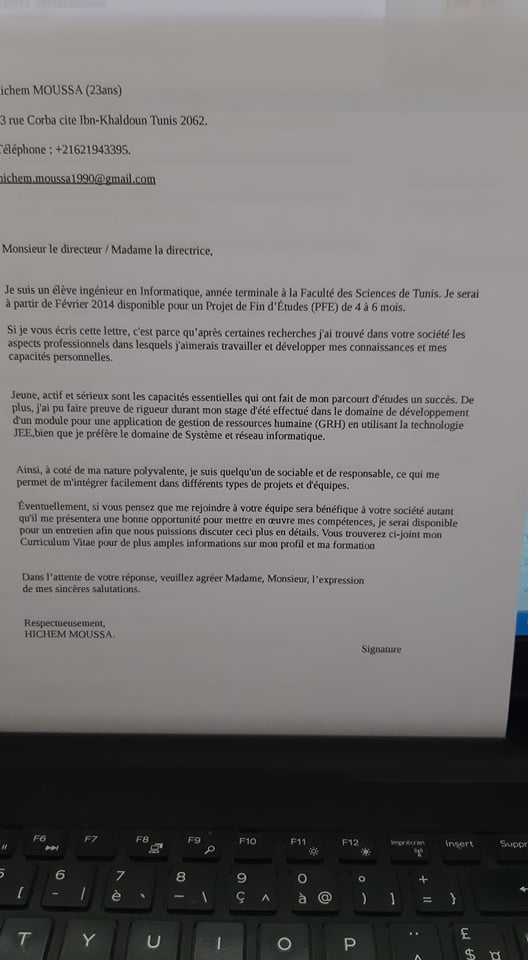 ichem MOUSSA (23ans)
3 rue Corba cite Ibn-Khaldoun Tunis 2062.
Téléphone : +21621943395.
hichem.moussa1990@gmail.com
Monsieur le directeur / Madame la directrice,
Je suis un élève ingénieur en Informatique, année terminale à la Faculté des Sciences de Tunis. Je serai
à partir de Février 2014 disponible pour un Projet de Fin d'Études (PFE) de 4 à 6 mois.
Si je vous écris cette lettre, c'est parce qu'après certaines recherches j'ai trouvé dans votre société les
aspects professionnels dans lesquels j'aimerais travailler et développer mes connaissances et mes
capacités personnelles.
Jeune, actif et sérieux sont les capacités essentielles qui ont fait de mon parcourt d'études un succès. De
plus, j'ai pu faire preuve de rigueur durant mon stage d'été effectué dans le domaine de développement
d'un module pour une application de gestion de ressources humaine (GRH) en utilisant la technologie
JEE,bien que je préfère le domaine de Système et réseau informatique.
Ainsi, à coté de ma nature polyvalente, je suis quelqu'un de sociable et de responsable, ce qui me
permet de m'intégrer facilement dans différents types de projets et d'équipes.
Éventuellement, si vous pensez que me rejoindre à votre équipe sera bénéfique à votre société autant
qu'il me présentera une bonne opportunité pour mettre en œuvre mes compétences, je serai disponible
pour un entretien afin que nous puissions discuter ceci plus en détails. Vous trouverez ci-joint mon
Curriculum Vitae pour de plus amples informations sur mon profil et ma formation
Dans l'attente de votre réponse, veuillez agréer Madame, Monsieur, l'expression
de mes sincères salutations.
Respectueusement,
HICHEM MOUSSA.
Signature
F6 F7 F8 F9 F10 F11 F12 Imp écran Insert Suppr
5 6 7 8 9 0 ° +
[ - | è ` _ \ ç ^ à @ ) ] = }
T Y U I O P ¨ £
^ $ ¤